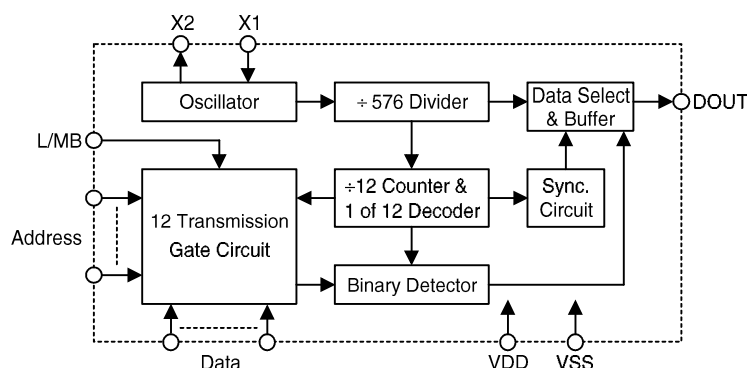 X2 X1
Oscillator
÷ 576 Divider
Data Select
& Buffer
DOUT
L/MB
12 Transmission
Gate Circuit
÷12 Counter &
1 of 12 Decoder
Sync.
Circuit
Address
Binary Detector
Data
VDD
VSS